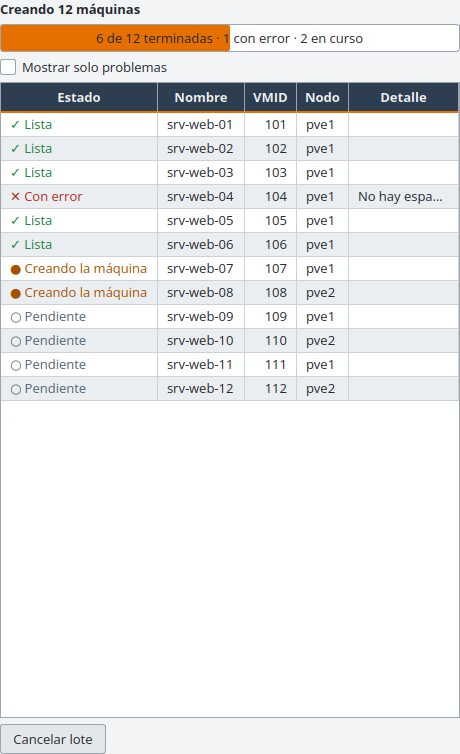 Creando 12 máquinas
6 de 12 terminadas · 1 con error · 2 en curso
Mostrar solo problemas
Estado Nombre VMID Nodo Detalle
✓ Lista srv-web-01 101 pve1
✓ Lista srv-web-02 102 pve1
✓ Lista srv-web-03 103 pve1
✕ Con error srv-web-04 104 pve1 No hay espa...
✓ Lista srv-web-05 105 pve1
✓ Lista srv-web-06 106 pve1
● Creando la máquina srv-web-07 107 pve1
● Creando la máquina srv-web-08 108 pve2
○ Pendiente srv-web-09 109 pve1
○ Pendiente srv-web-10 110 pve2
○ Pendiente srv-web-11 111 pve1
○ Pendiente srv-web-12 112 pve2
Cancelar lote